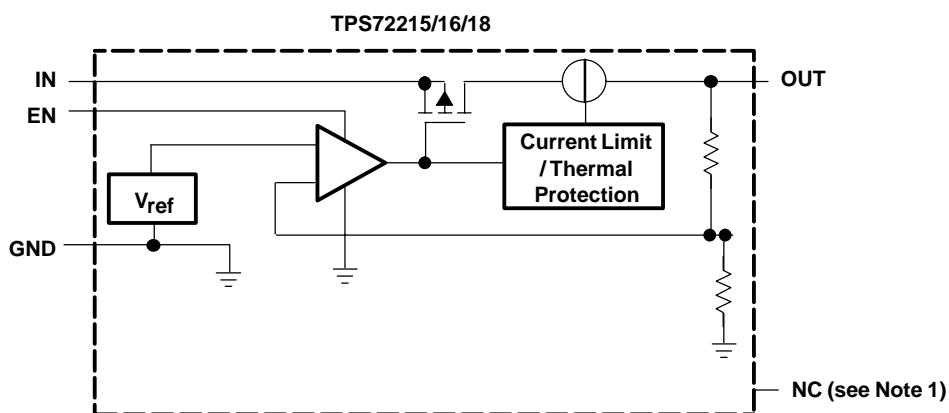 TPS72215/16/18
IN
OUT
EN
Current Limit
/ Thermal
Protection
Vref
GND
NC (see Note 1)